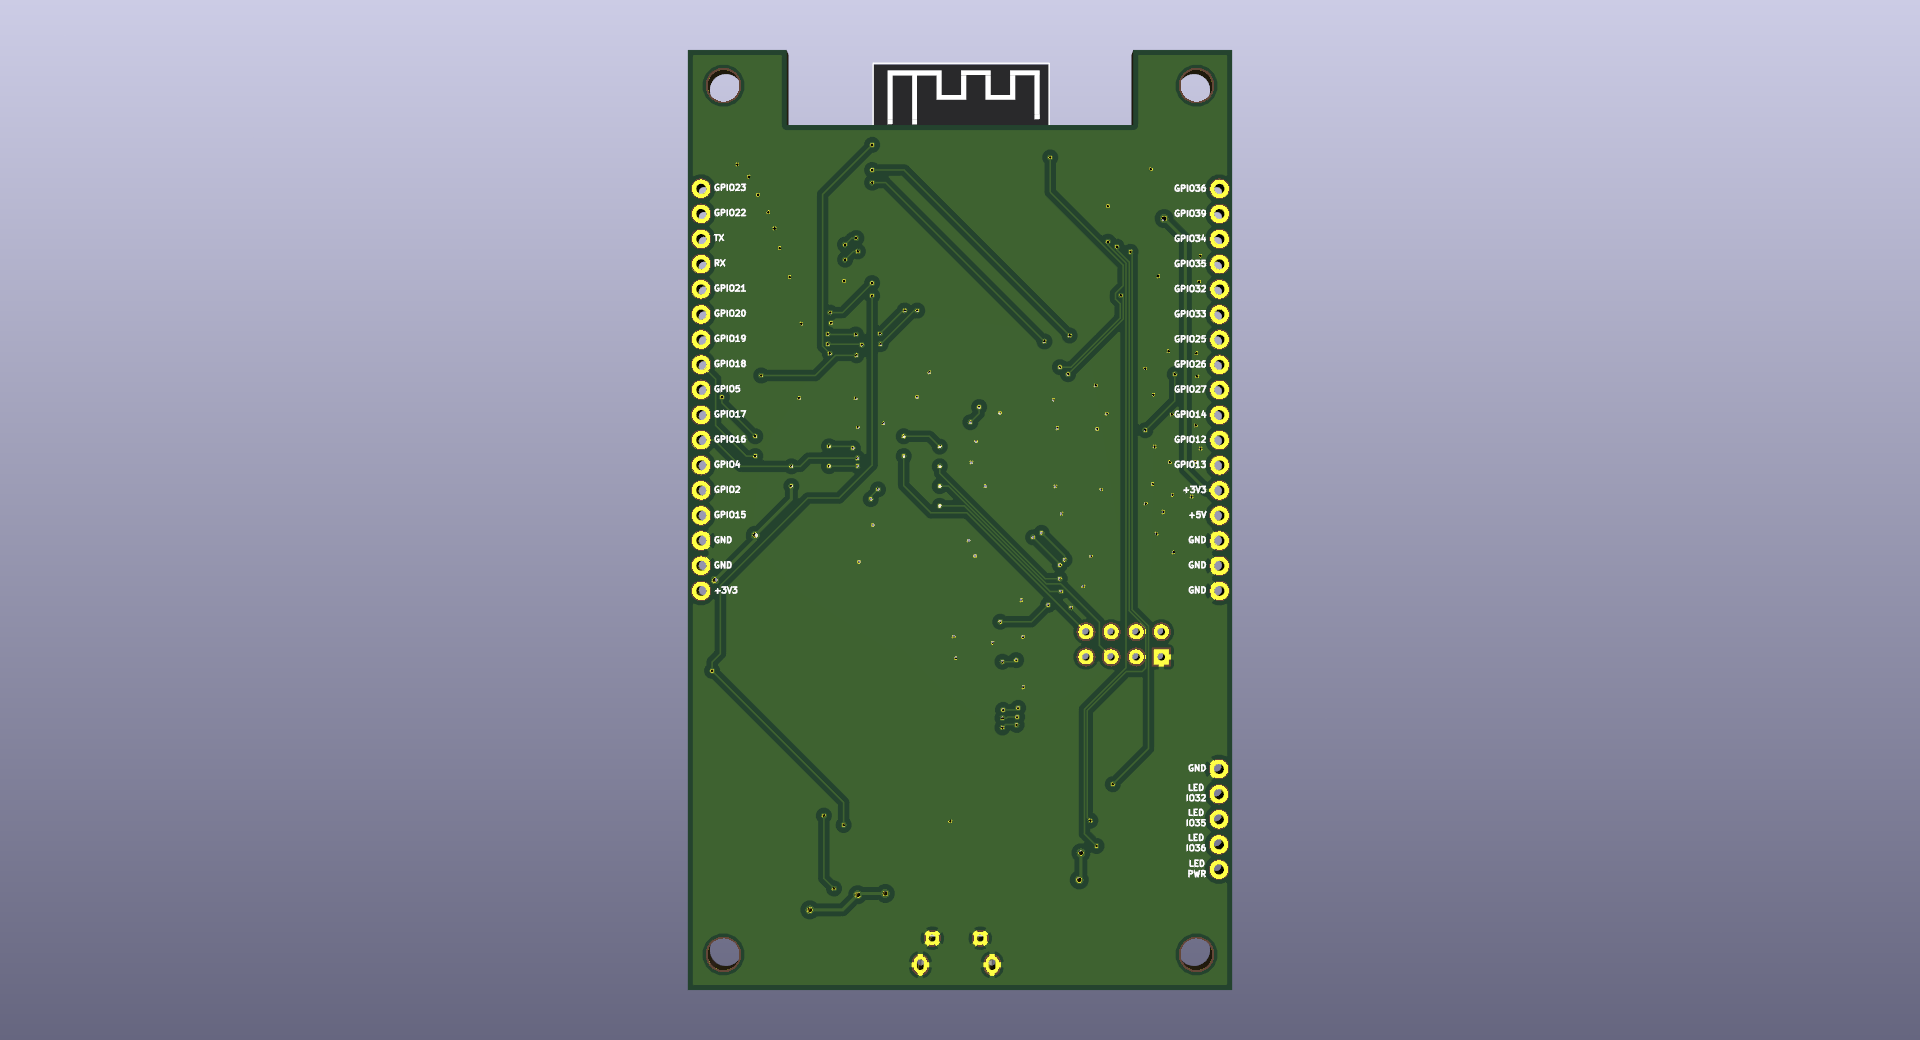 GPIO23
GPIO22
TX
RX
GPIO21
GPIO20
GPIO19
GPIO18
GPIO5
GPIO17
GPIO16
GPIO4
GPIO2
GPIO15
GND
GND
+3V3
GPIO36
GPIO39
GPIO34
GPIO35
GPIO32
GPIO33
GPIO25
GPIO26
GPIO27
GPIO14
GPIO12
GPIO13
+3V3
+5V
GND
GND
GND
GND
LED
IO32
LED
IO35
LED
IO36
LED
PWR